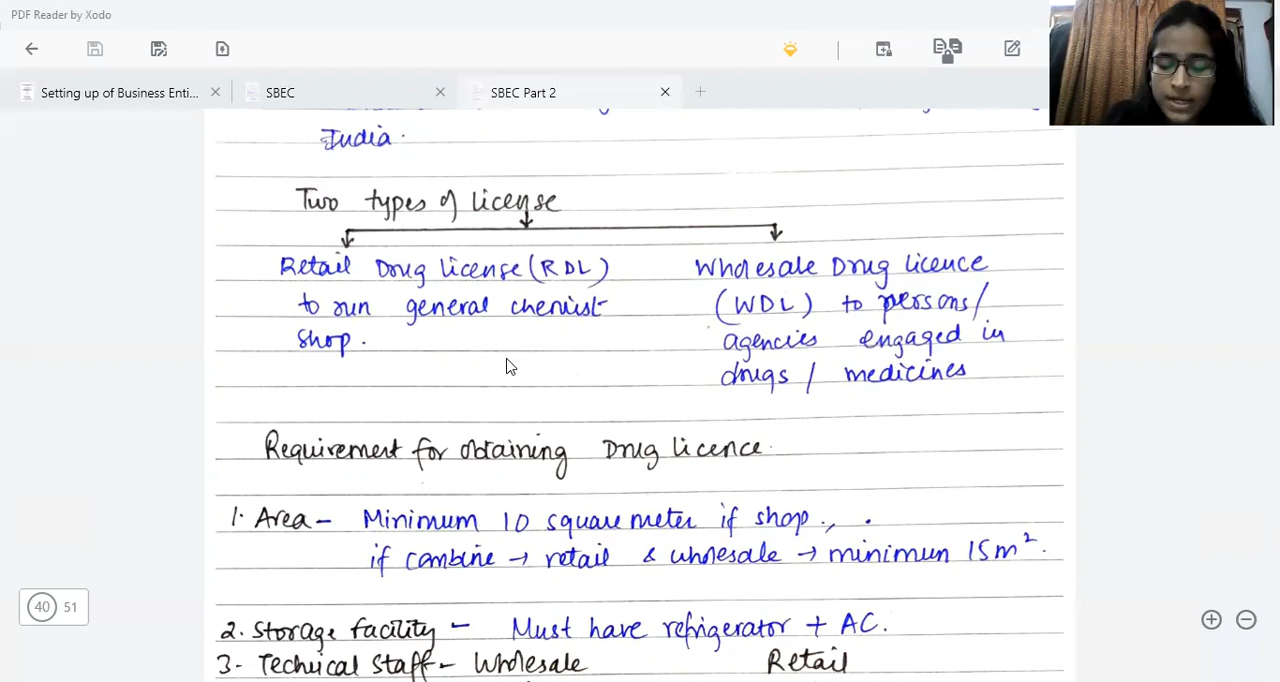 PDF Reader by Xodo
Setting up of Business Enti...
SBEC
SBEC Part 2
India.
Two types of license
Retail Drug license (RDL)
to run general chemist
shop.
Wholesale Drug licence
(WDL) to persons/
agencies engaged in
drugs / medicines
Requirement for obtaining Drug licence.
1. Area - Minimum 10 square meter if shop.,
if combine → retail & wholesale → minimum 15m².
2. Storage facility - Must have refrigerator + AC.
3- Technical Staff - Wholesale Retail
40 51